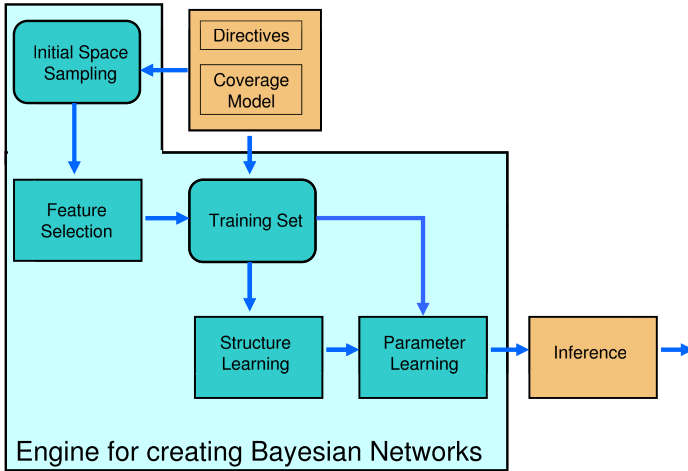 Initial Space
Sampling
Directives
Coverage
Model
Feature
Selection
Training Set
Structure
Learning
Parameter
Learning
Inference
Engine for creating Bayesian Networks